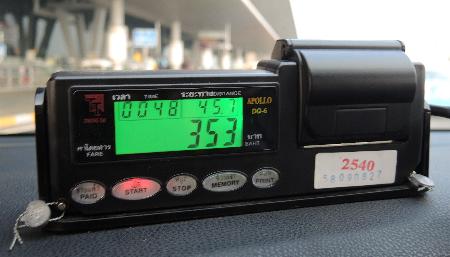 เวลา TIME ระยะทาง DISTANCE APOLLO
0048 45.7 DG-6
353
ค่าโดยสาร บาท
FARE BAHT
PAID START STOP MEMORY PRINT
2540
58090827